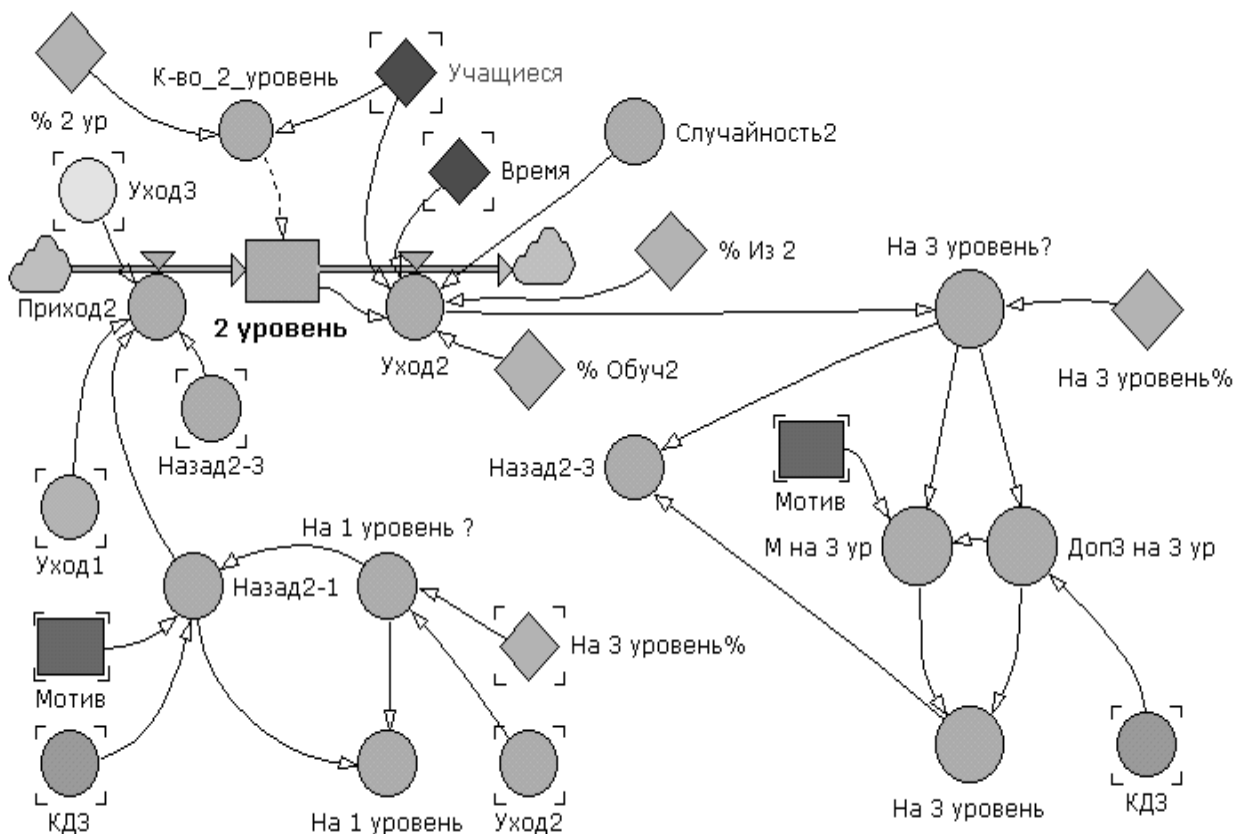 К-во_2_уровень
Учащиеся
% 2 ур
Случайность2
Уход3
Время
На 3 уровень?
% Из 2
Приход2
2 уровень
Уход2
% Обуч2
На 3 уровень%
Назад2-3
Назад2-3
Мотив
На 1 уровень ?
М на 3 ур
Доп3 на 3 ур
Уход1
Назад2-1
На 3 уровень%
Мотив
КД3
На 1 уровень
Уход2
На 3 уровень
КД3